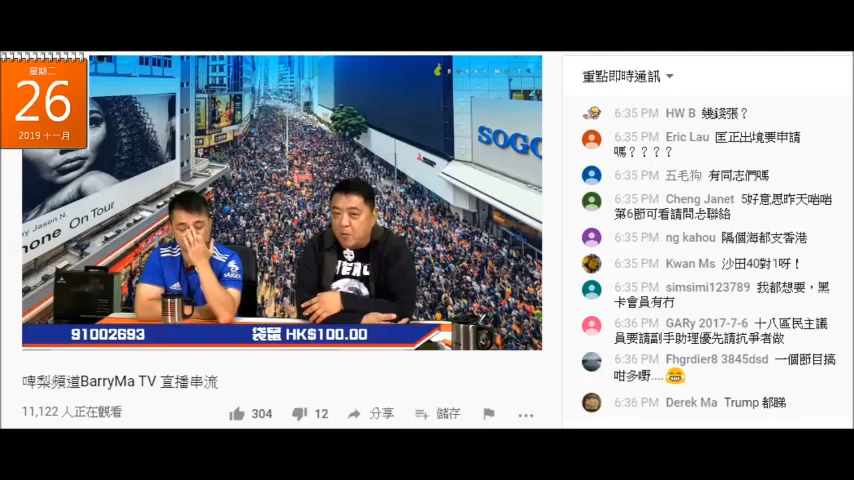 星期二
26
2019 十一月
by Jason N.
Phone On Tour
SOGO
91002693
袋鼠 HK$100.00
啤梨頻道BarryMa TV 直播串流
11,122 人正在觀看
304
12
分享
儲存
重點即時通訊
6:35 PM HW B 幾錢張？
6:35 PM Eric Lau 匡正出境要申請
嗎？？？？
6:35 PM 五毛狗 有同志們嗎
6:35 PM Cheng Janet 5好意思昨天啱啱
第6節可看請問点聯絡
6:35 PM ng kahou 隔個海都支香港
6:35 PM Kwan Ms 沙田40對1呀！
6:35 PM simsimi123789 我都想要，黑
卡會員有冇
6:36 PM GARy 2017-7-6 十八區民主議
員要請副手助理優先請抗爭者做
6:36 PM Fhgrdier8 3845dsd 一個節目搞
咁多嘢....
6:36 PM Derek Ma Trump 都睇